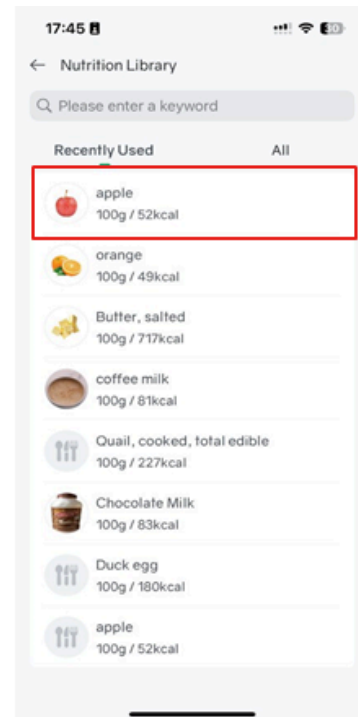 17:45
Nutrition Library
Please enter a keyword
Recently Used All
apple
100g / 52kcal
orange
100g / 49kcal
Butter, salted
100g / 717kcal
coffee milk
100g / 81kcal
Quail, cooked, total edible
100g / 227kcal
Chocolate Milk
100g / 83kcal
Duck egg
100g / 180kcal
apple
100g / 52kcal